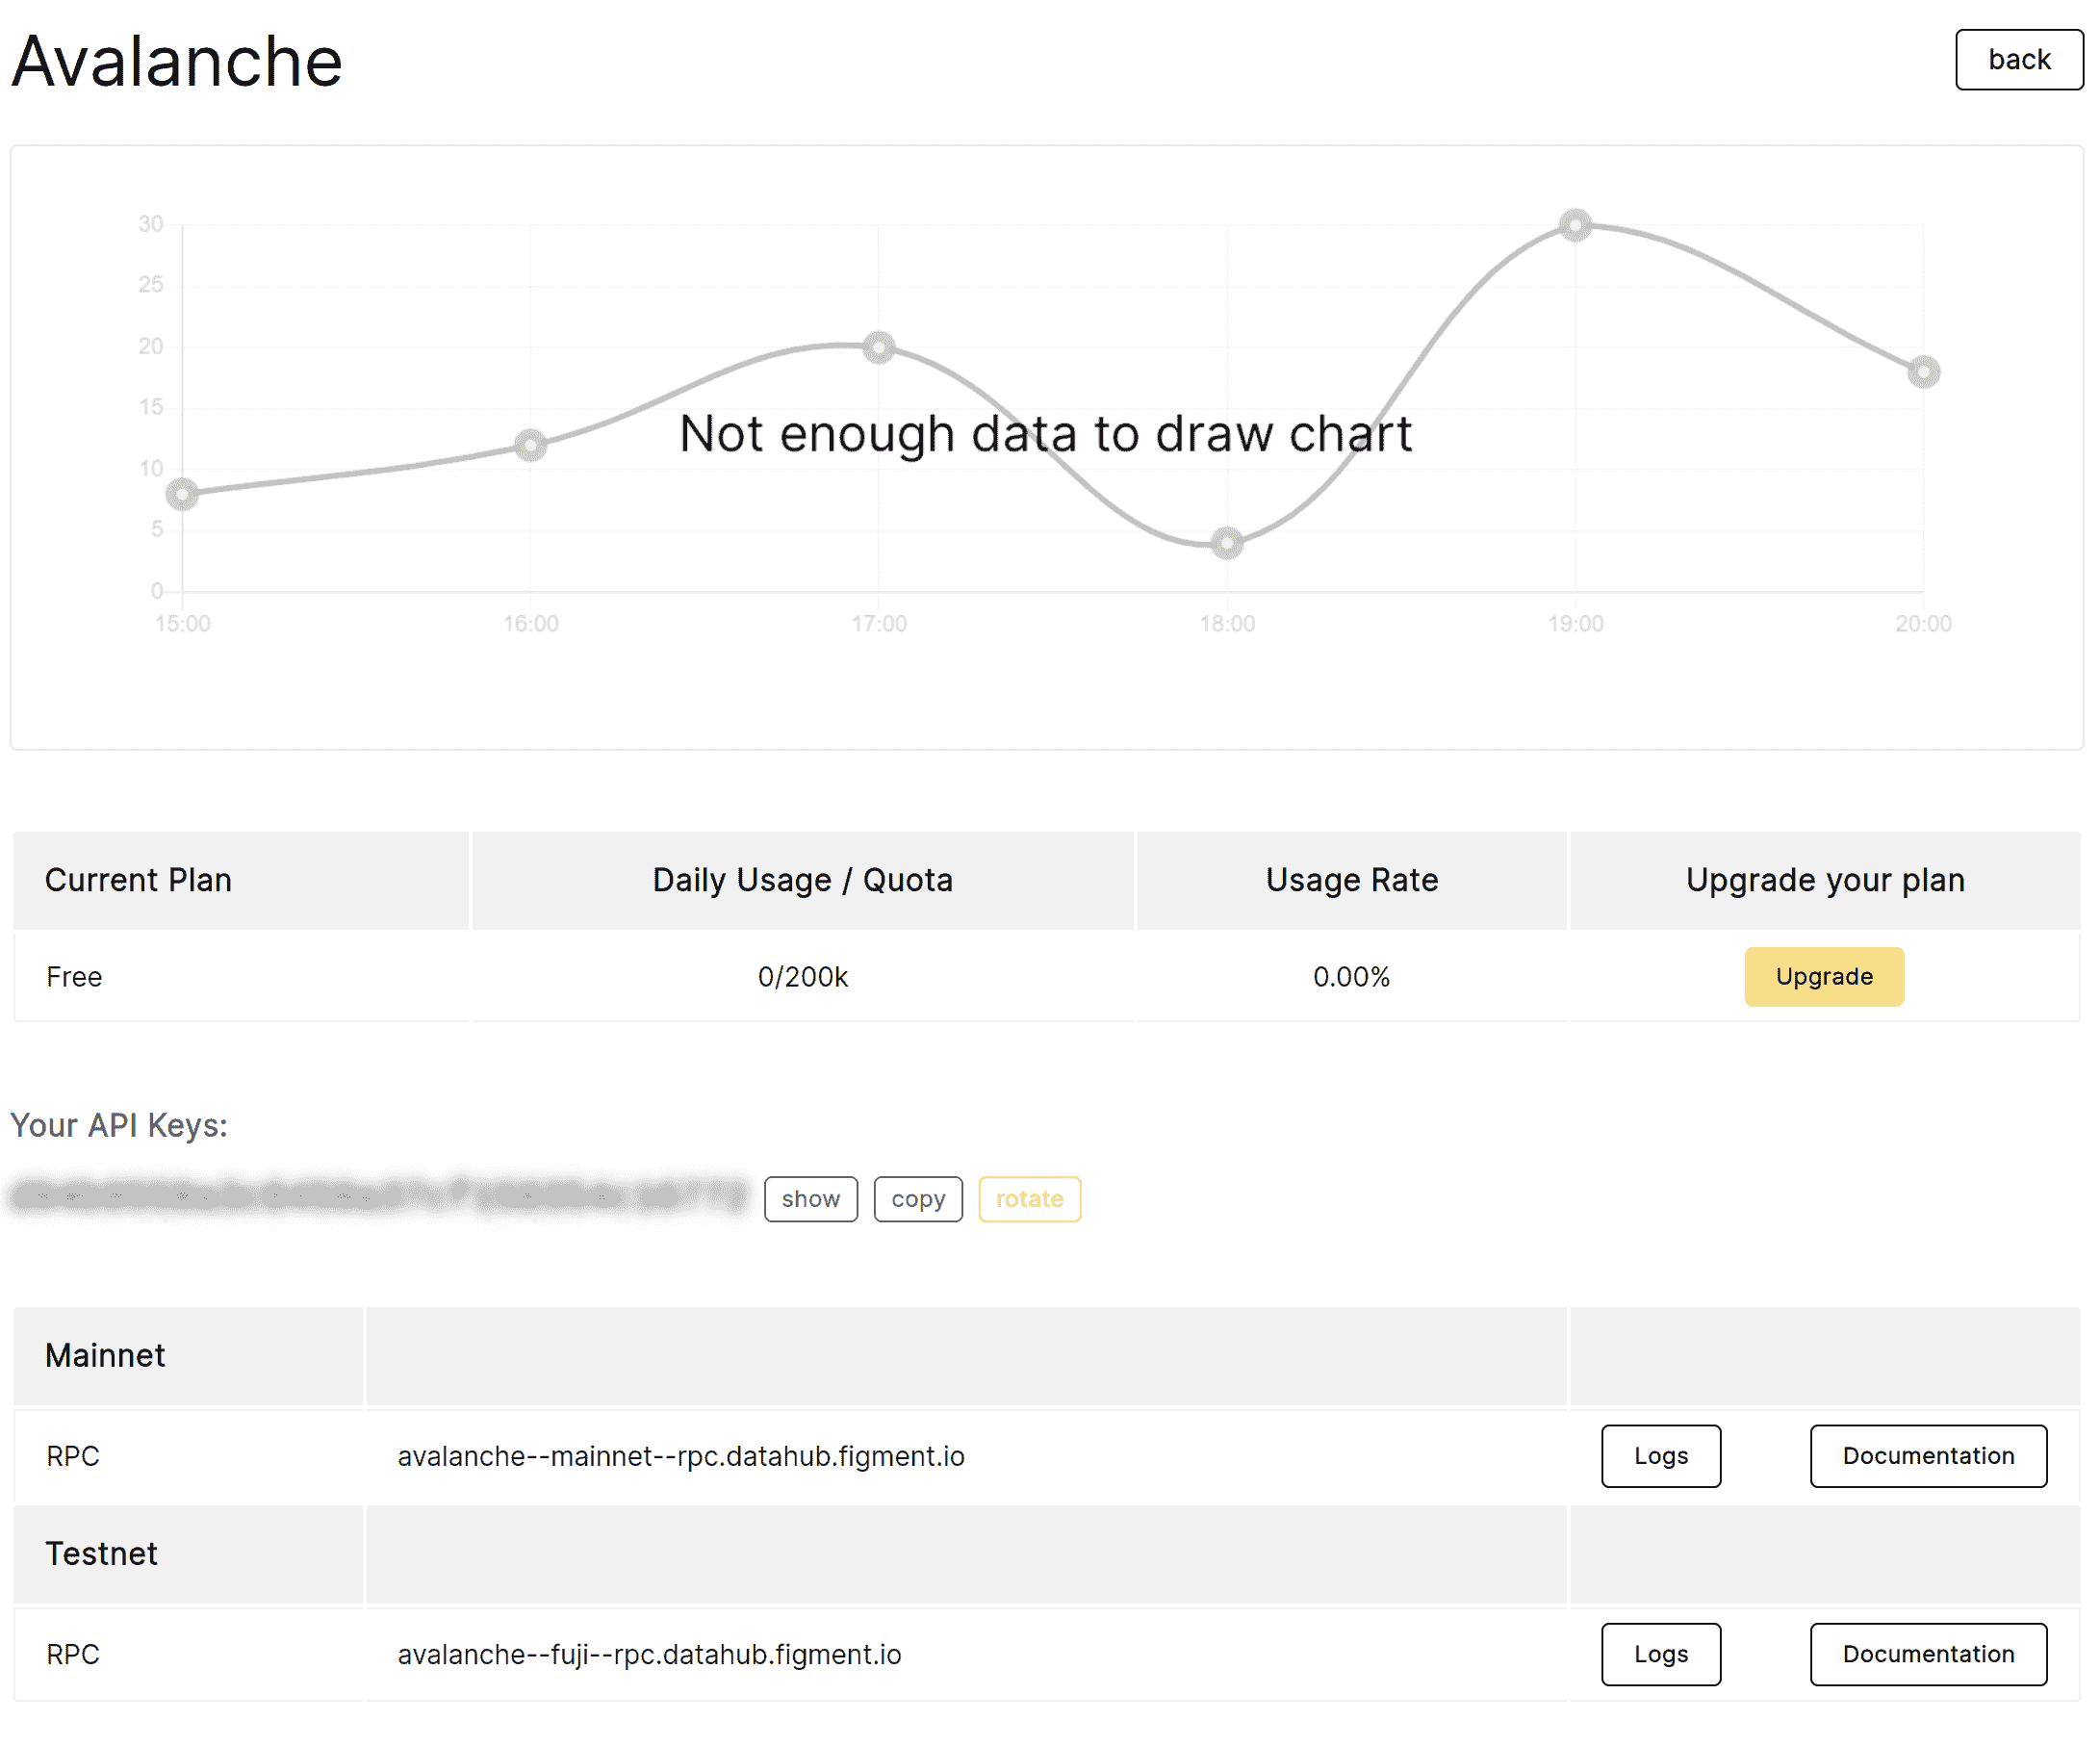 Avalanche
back
30
25
20
15
10
5
0
Not enough data to draw chart
15:00 16:00 17:00 18:00 19:00 20:00
Current Plan Daily Usage / Quota Usage Rate Upgrade your plan
Free 0/200k 0.00% Upgrade
Your API Keys:
show copy rotate
Mainnet
RPC avalanche--mainnet--rpc.datahub.figment.io Logs Documentation
Testnet
RPC avalanche--fuji--rpc.datahub.figment.io Logs Documentation